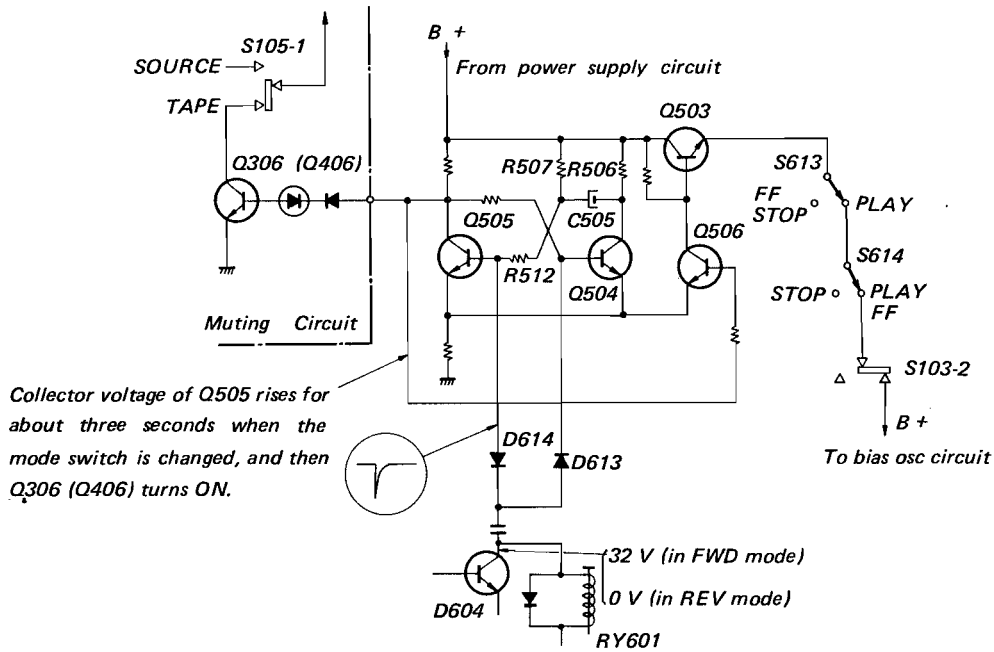 S105-1
SOURCE
TAPE
B +
From power supply circuit
Q503
Q306 (Q406)
R507
R506
S613
FF
STOP
PLAY
Q505
C505
Q506
R512
Q504
S614
STOP
PLAY
FF
Muting Circuit
S103-2
Collector voltage of Q505 rises for
about three seconds when the
mode switch is changed, and then
Q306 (Q406) turns ON.
D614
D613
B +
To bias osc circuit
32 V (in FWD mode)
D604
0 V (in REV mode)
RY601